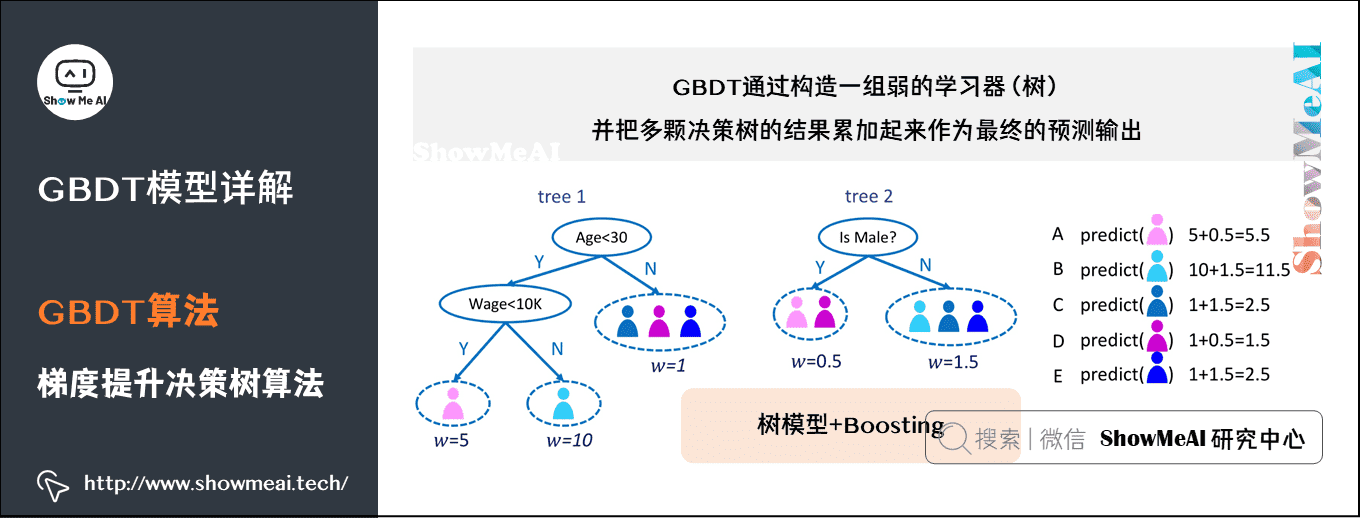 Show Me AI
GBDT模型详解
GBDT算法
梯度提升决策树算法
http://www.showmeai.tech/
GBDT通过构造一组弱的学习器(树)
并把多颗决策树的结果累加起来作为最终的预测输出
ShowMeAI
ShowMeAI
tree 1
Age<30
Y
N
Wage<10K
Y
N
w=1
w=5
w=10
tree 2
Is Male?
Y
N
w=0.5
w=1.5
A predict( ) 5+0.5=5.5
B predict( ) 10+1.5=11.5
C predict( ) 1+1.5=2.5
D predict( ) 1+0.5=1.5
E predict( ) 1+1.5=2.5
树模型+Boosting
搜索|微信 ShowMeAI 研究中心